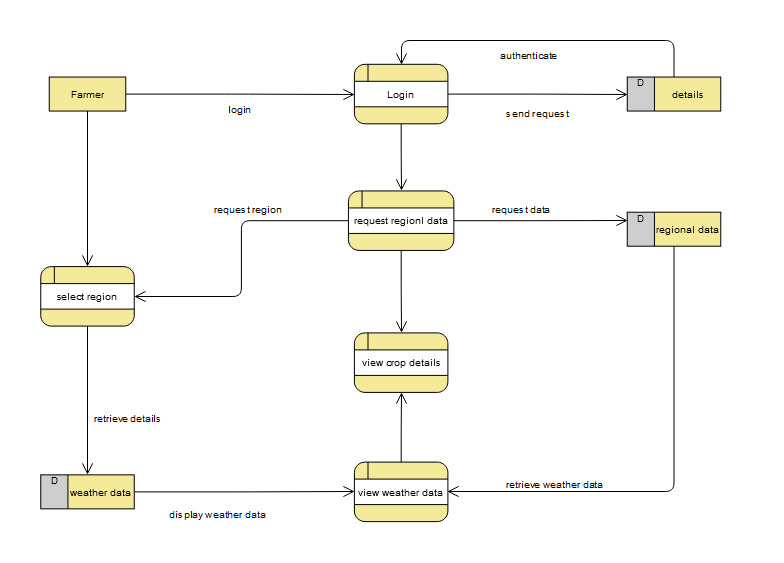 authenticate
D
Farmer
Login
details
login
send request
D
request region
request data
request regionl data
regional data
select region
view crop details
retrieve details
D
weather data
view weather data
retrieve weather data
display weather data